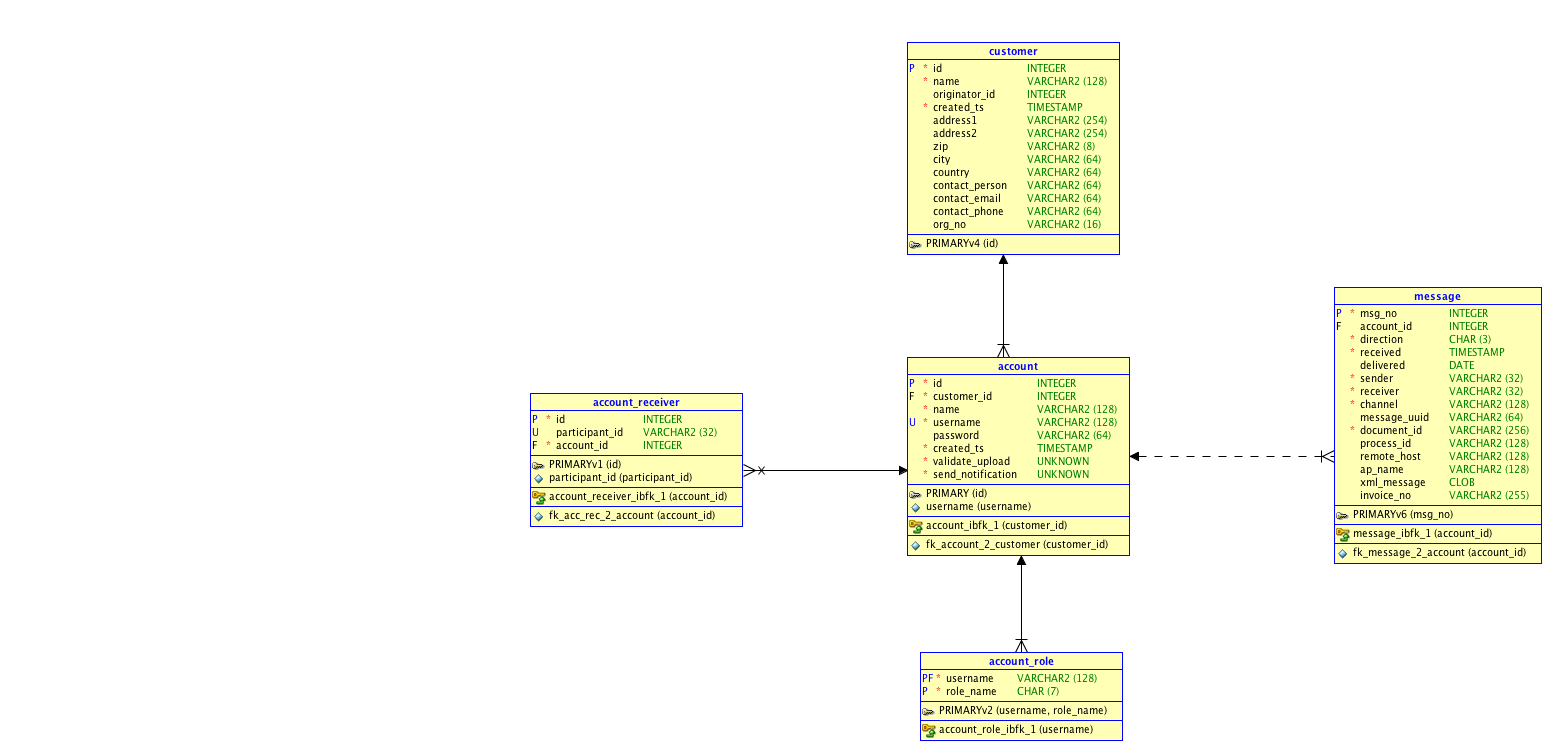 customer
P * id INTEGER
* name VARCHAR2 (128)
originator_id INTEGER
* created_ts TIMESTAMP
address1 VARCHAR2 (254)
address2 VARCHAR2 (254)
zip VARCHAR2 (8)
city VARCHAR2 (64)
country VARCHAR2 (64)
contact_person VARCHAR2 (64)
contact_email VARCHAR2 (64)
contact_phone VARCHAR2 (64)
org_no VARCHAR2 (16)
PRIMARYv4 (id)
message
P * msg_no INTEGER
F account_id INTEGER
* direction CHAR (3)
* received TIMESTAMP
delivered DATE
* sender VARCHAR2 (32)
* receiver VARCHAR2 (32)
* channel VARCHAR2 (128)
message_uuid VARCHAR2 (64)
* document_id VARCHAR2 (256)
process_id VARCHAR2 (128)
remote_host VARCHAR2 (128)
ap_name VARCHAR2 (128)
xml_message CLOB
invoice_no VARCHAR2 (255)
PRIMARYv6 (msg_no)
message_ibfk_1 (account_id)
fk_message_2_account (account_id)
account
P * id INTEGER
F * customer_id INTEGER
* name VARCHAR2 (128)
U * username VARCHAR2 (128)
password VARCHAR2 (64)
* created_ts TIMESTAMP
* validate_upload UNKNOWN
* send_notification UNKNOWN
PRIMARY (id)
username (username)
account_ibfk_1 (customer_id)
fk_account_2_customer (customer_id)
account_receiver
P * id INTEGER
U participant_id VARCHAR2 (32)
F * account_id INTEGER
PRIMARYv1 (id)
participant_id (participant_id)
account_receiver_ibfk_1 (account_id)
fk_acc_rec_2_account (account_id)
account_role
PF * username VARCHAR2 (128)
P * role_name CHAR (7)
PRIMARYv2 (username, role_name)
account_role_ibfk_1 (username)